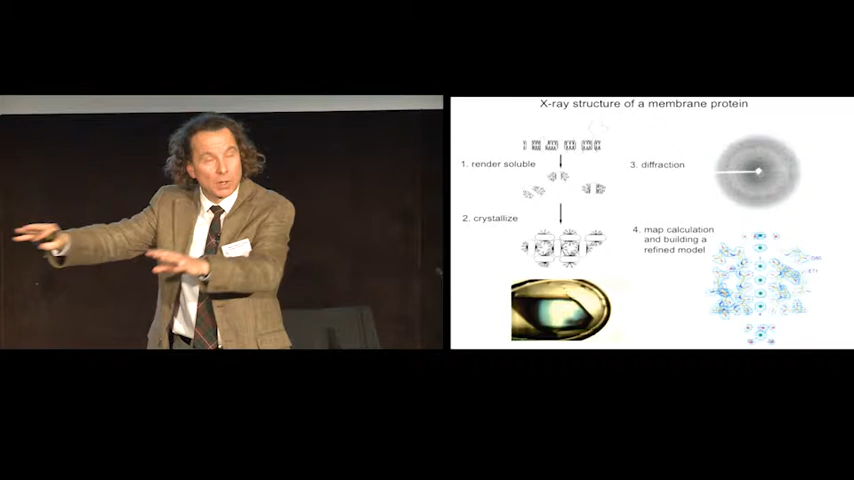 X-ray structure of a membrane protein
1. render soluble
2. crystallize
3. diffraction
4. map calculation
and building a
refined model